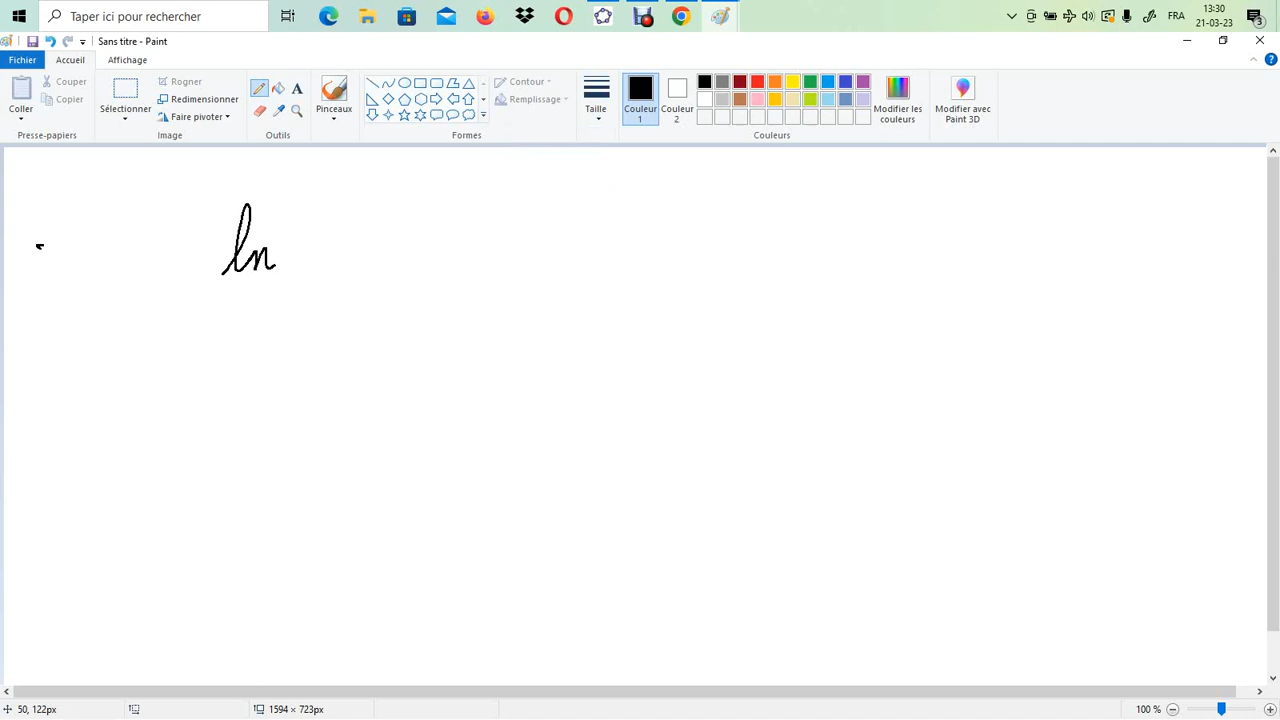 Taper ici pour rechercher
FRA
13:30
21-03-23
3
Sans titre - Paint
Fichier
Accueil
Affichage
Coller
Couper
Copier
Presse-papiers
Sélectionner
Rogner
Redimensionner
Faire pivoter
Image
A
Outils
Pinceaux
Contour
Remplissage
Formes
Taille
Couleur
1
Couleur
2
Modifier les
couleurs
Couleurs
Modifier avec
Paint 3D
ln
50, 122px
1594 × 723px
100 %